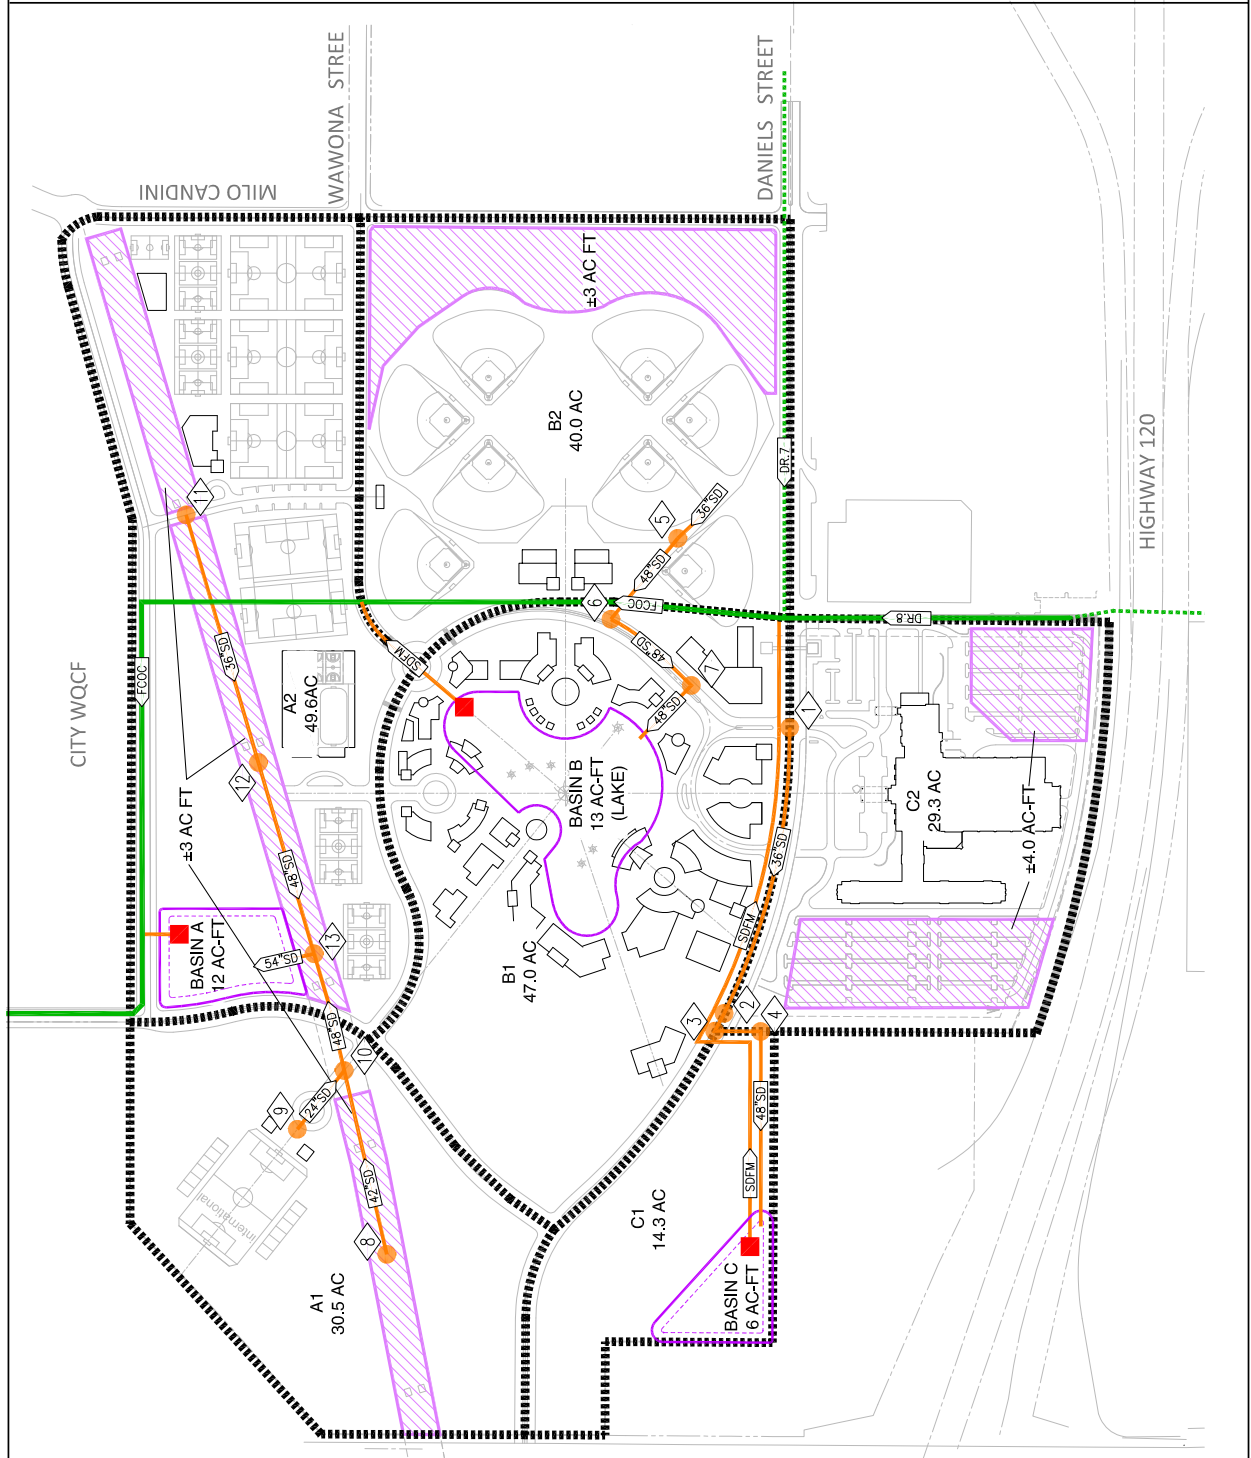 WAWONA STREE
DANIELS STREET
MILO CANDINI
HIGHWAY 120
CITY WQCF
±3 AC FT
B2
40.0 AC
DR.7
11
5
36"SD
48"SD
6
FCOC
DR.8
36"SD
FCOC
SDFM
48"SD
7
48"SD
A2
49.6AC
12
1
±3 AC FT
BASIN B
13 AC-FT
(LAKE)
C2
29.3 AC
±4.0 AC-FT
48"SD
36"SD
BASIN A
12 AC-FT
13
54"SD
SDFM
B1
47.0 AC
48"SD
3
2
4
10
9
24"SD
48"SD
42"SD
SDFM
International
8
C1
14.3 AC
A1
30.5 AC
BASIN C
6 AC-FT